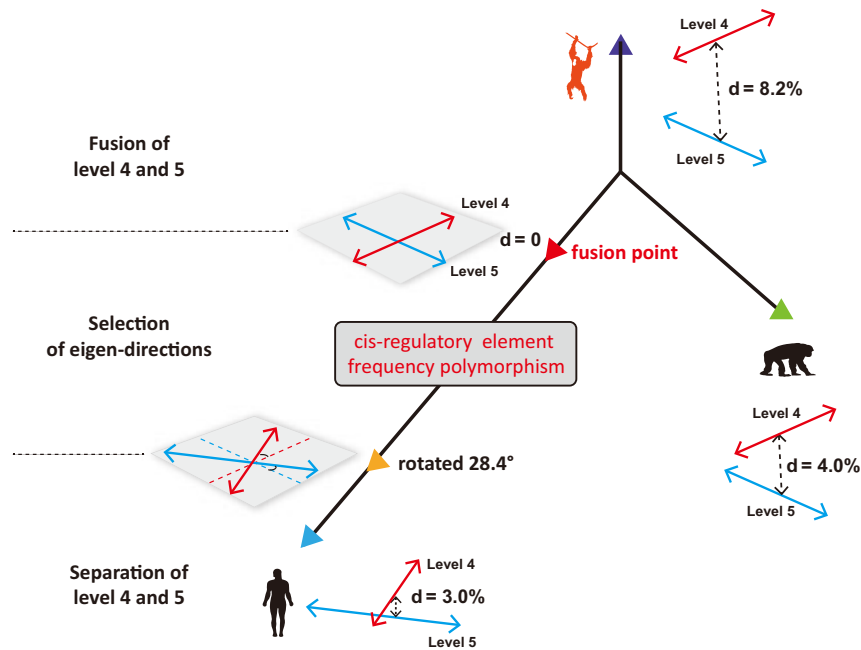 Level 4
d = 8.2%
Level 5
Fusion of
level 4 and 5
Level 4
d = 0
Level 5
fusion point
Selection
of eigen-directions
cis-regulatory element
frequency polymorphism
Level 4
d = 4.0%
Level 5
rotated 28.4°
Separation of
level 4 and 5
Level 4
d = 3.0%
Level 5